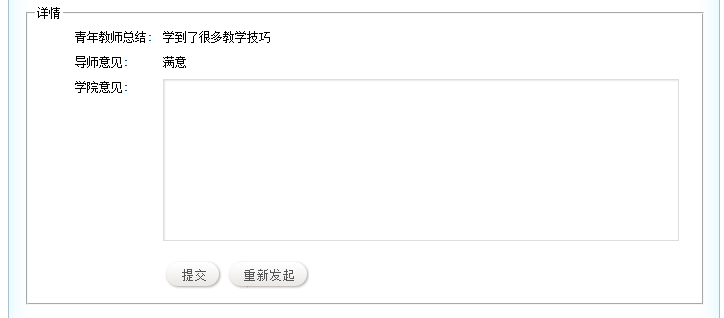 详情
青年教师总结： 学到了很多教学技巧
导师意见： 满意
学院意见：
提交 重新发起